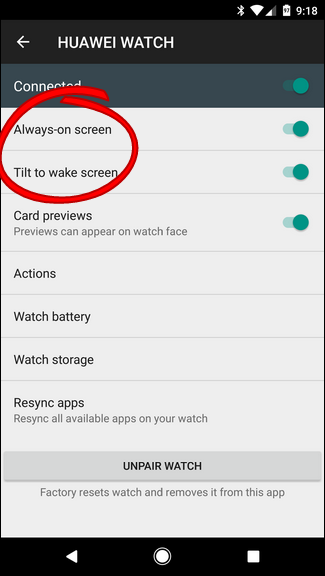 97
9:18
HUAWEI WATCH
Connected
Always-on screen
Tilt to wake screen
Card previews
Previews can appear on watch face
Actions
Watch battery
Watch storage
Resync apps
Resync all available apps on your watch
UNPAIR WATCH
Factory resets watch and removes it from this app